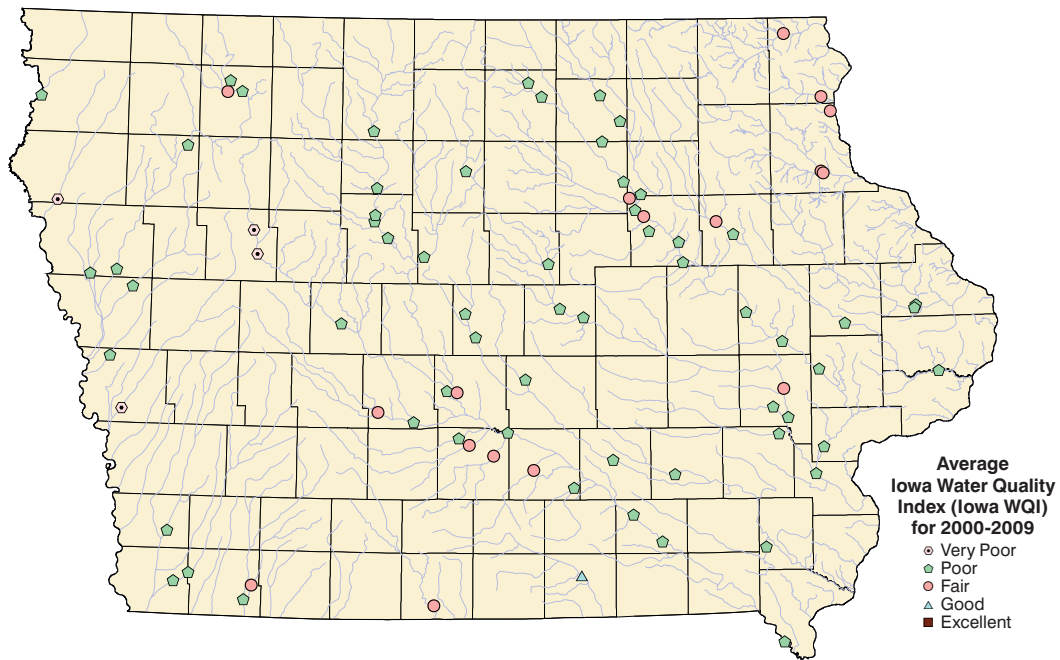 Average
Iowa Water Quality
Index (Iowa WQI)
for 2000-2009
Very Poor
Poor
Fair
Good
Excellent